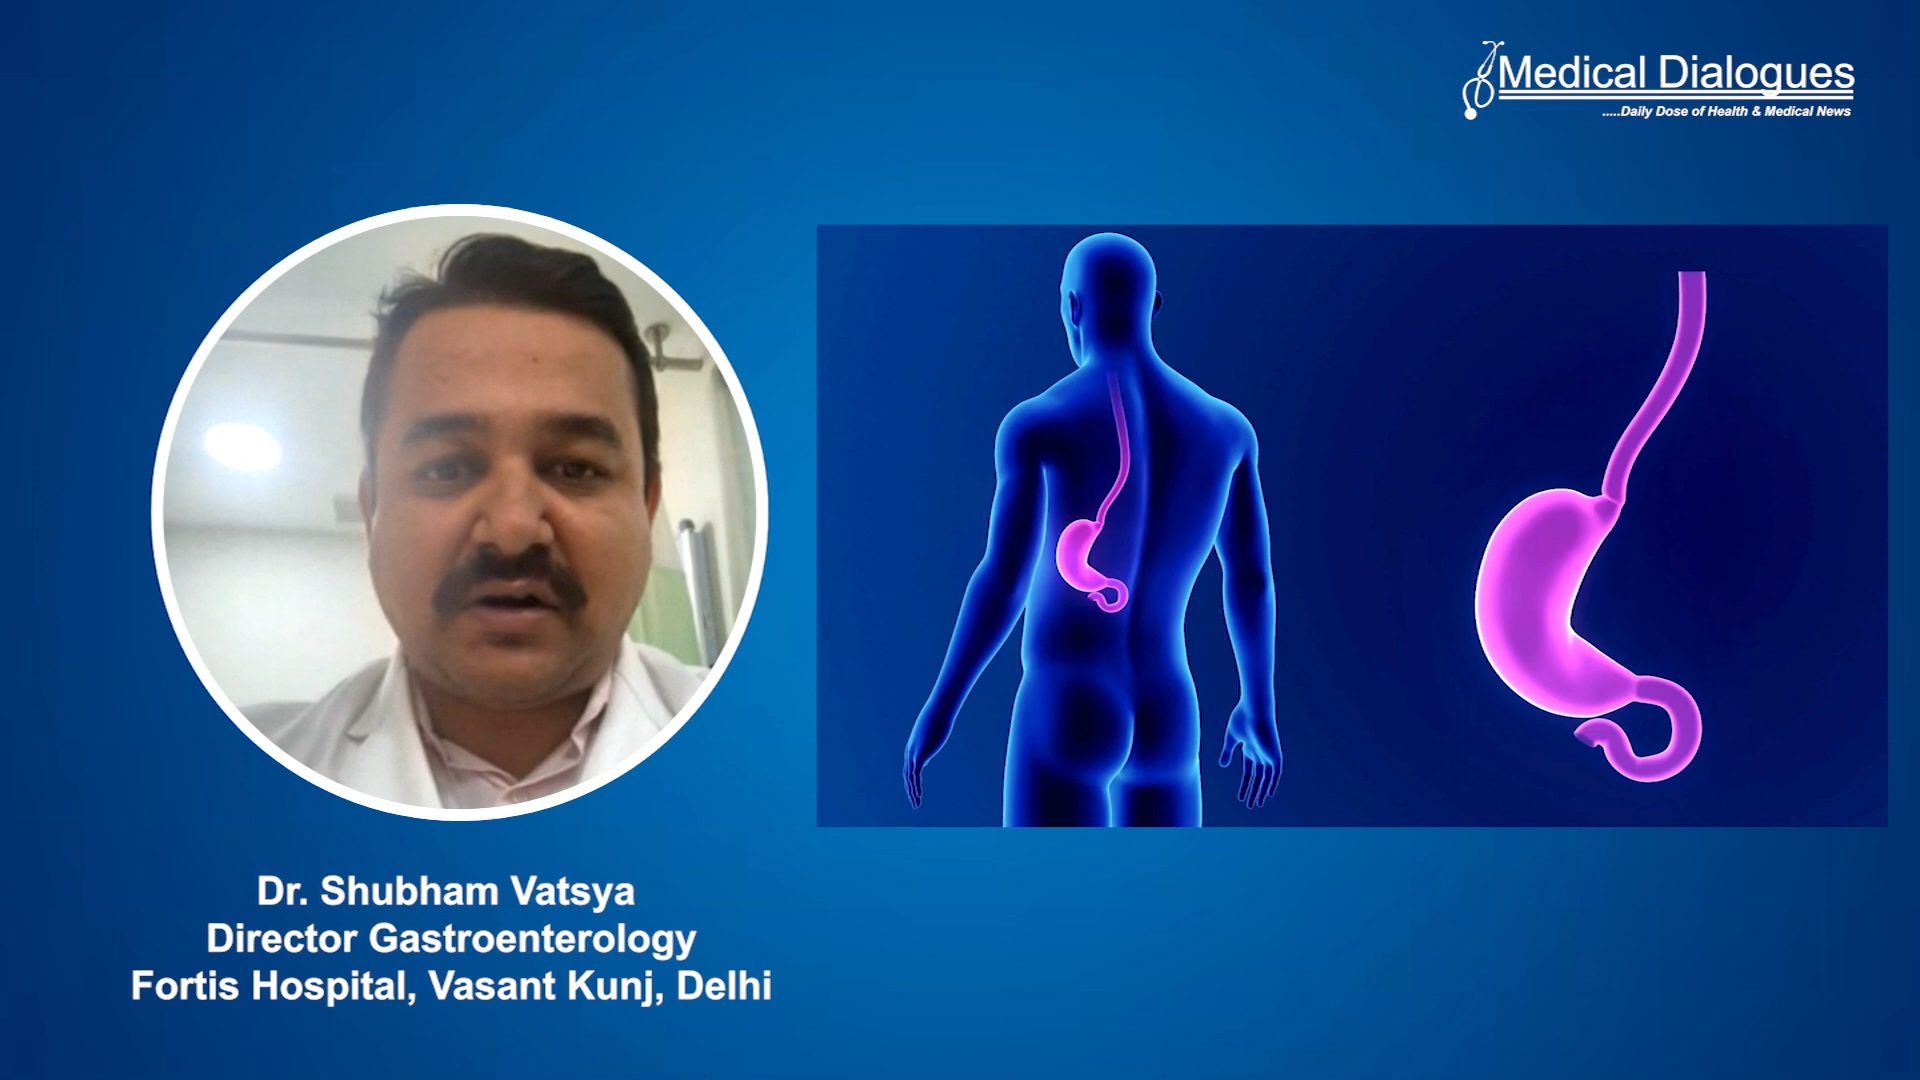 Medical Dialogues
.....Daily Dose of Health & Medical News
Dr. Shubham Vatsya
Director Gastroenterology
Fortis Hospital, Vasant Kunj, Delhi